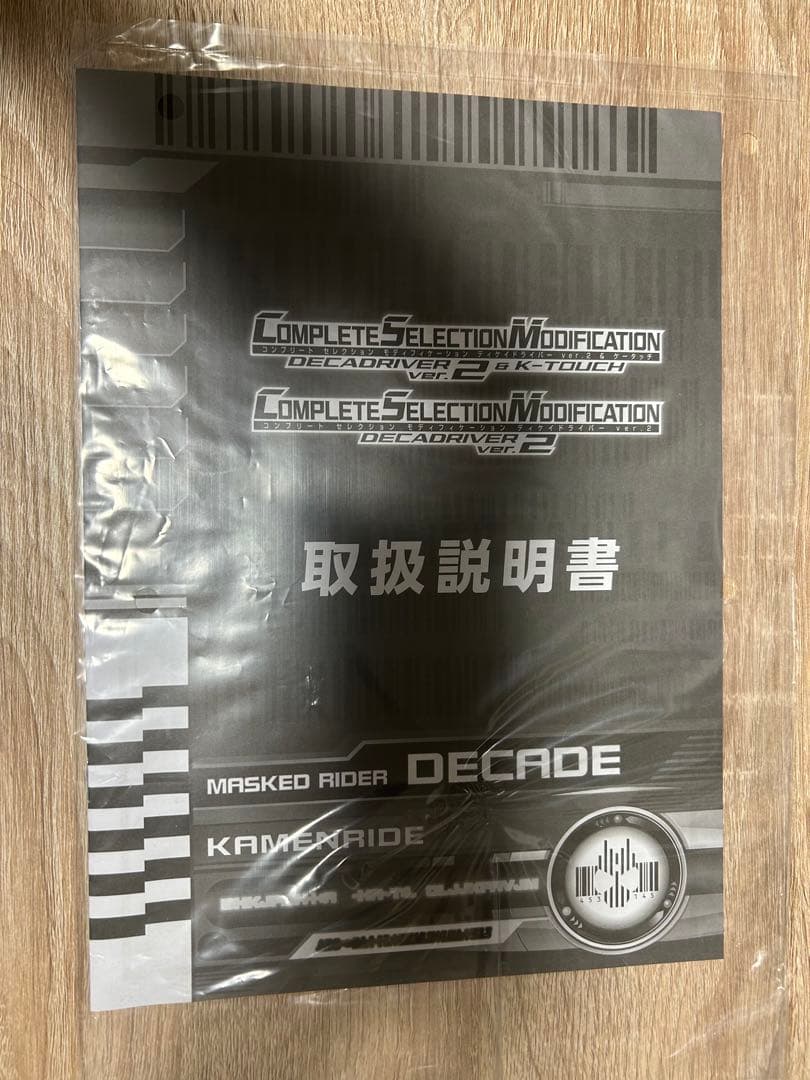 COMPLETE SELECTION MODIFICATION
コンプリート セレクション モディフィケーション ディケイドライバー ver.2 & ケータッチ
DECADRIVER ver.2 & K-TOUCH
COMPLETE SELECTION MODIFICATION
コンプリート セレクション モディフィケーション ディケイドライバー ver.2
DECADRIVER ver.2
取扱説明書
MASKED RIDER DECADE
KAMENRIDE
453 145